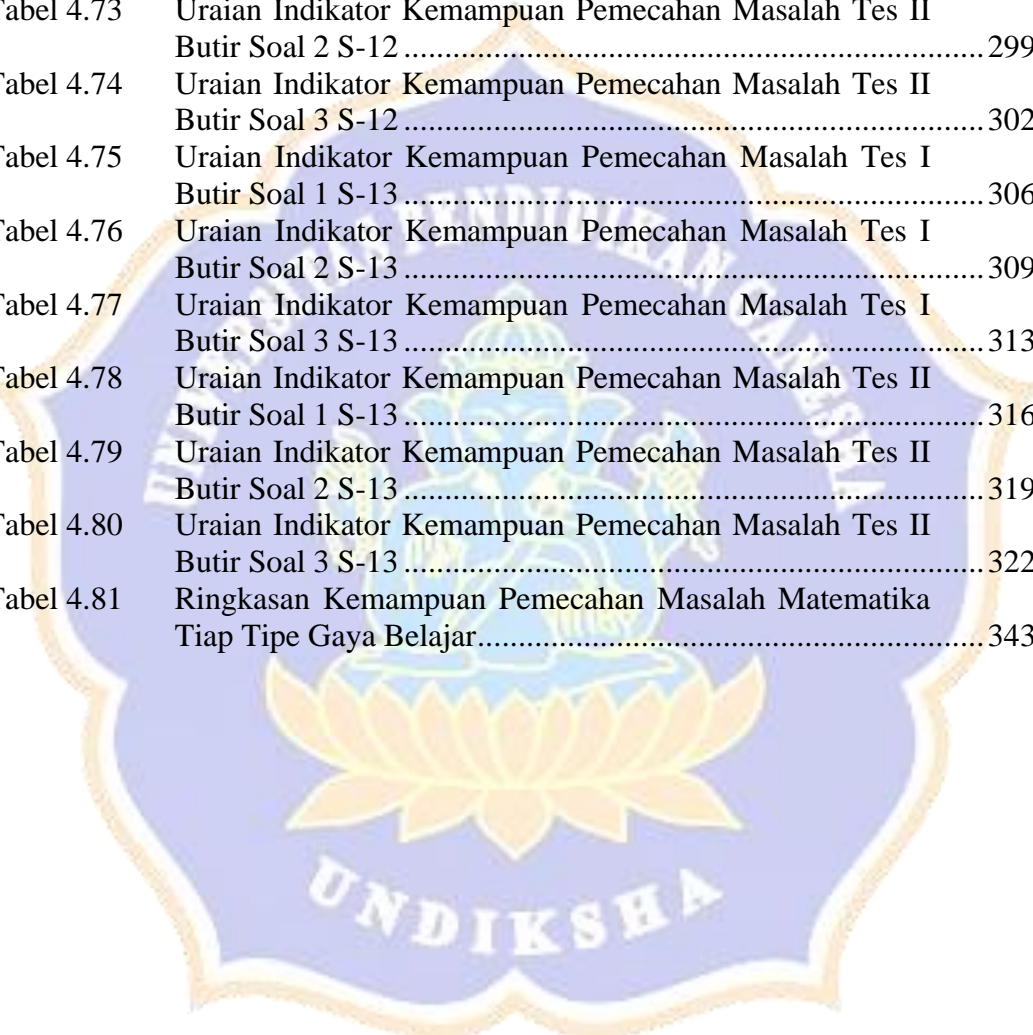 Tabel 4.73 Uraian Indikator Kemampuan Pemecahan Masalah Tes II
Butir Soal 2 S-12 299
Tabel 4.74 Uraian Indikator Kemampuan Pemecahan Masalah Tes II
Butir Soal 3 S-12 302
Tabel 4.75 Uraian Indikator Kemampuan Pemecahan Masalah Tes I
Butir Soal 1 S-13 306
Tabel 4.76 Uraian Indikator Kemampuan Pemecahan Masalah Tes I
Butir Soal 2 S-13 309
Tabel 4.77 Uraian Indikator Kemampuan Pemecahan Masalah Tes I
Butir Soal 3 S-13 313
Tabel 4.78 Uraian Indikator Kemampuan Pemecahan Masalah Tes II
Butir Soal 1 S-13 316
Tabel 4.79 Uraian Indikator Kemampuan Pemecahan Masalah Tes II
Butir Soal 2 S-13 319
Tabel 4.80 Uraian Indikator Kemampuan Pemecahan Masalah Tes II
Butir Soal 3 S-13 322
Tabel 4.81 Ringkasan Kemampuan Pemecahan Masalah Matematika
Tiap Tipe Gaya Belajar 343
UNIVERSITAS PENDIDIKAN GANESHA
UNDIKSHA